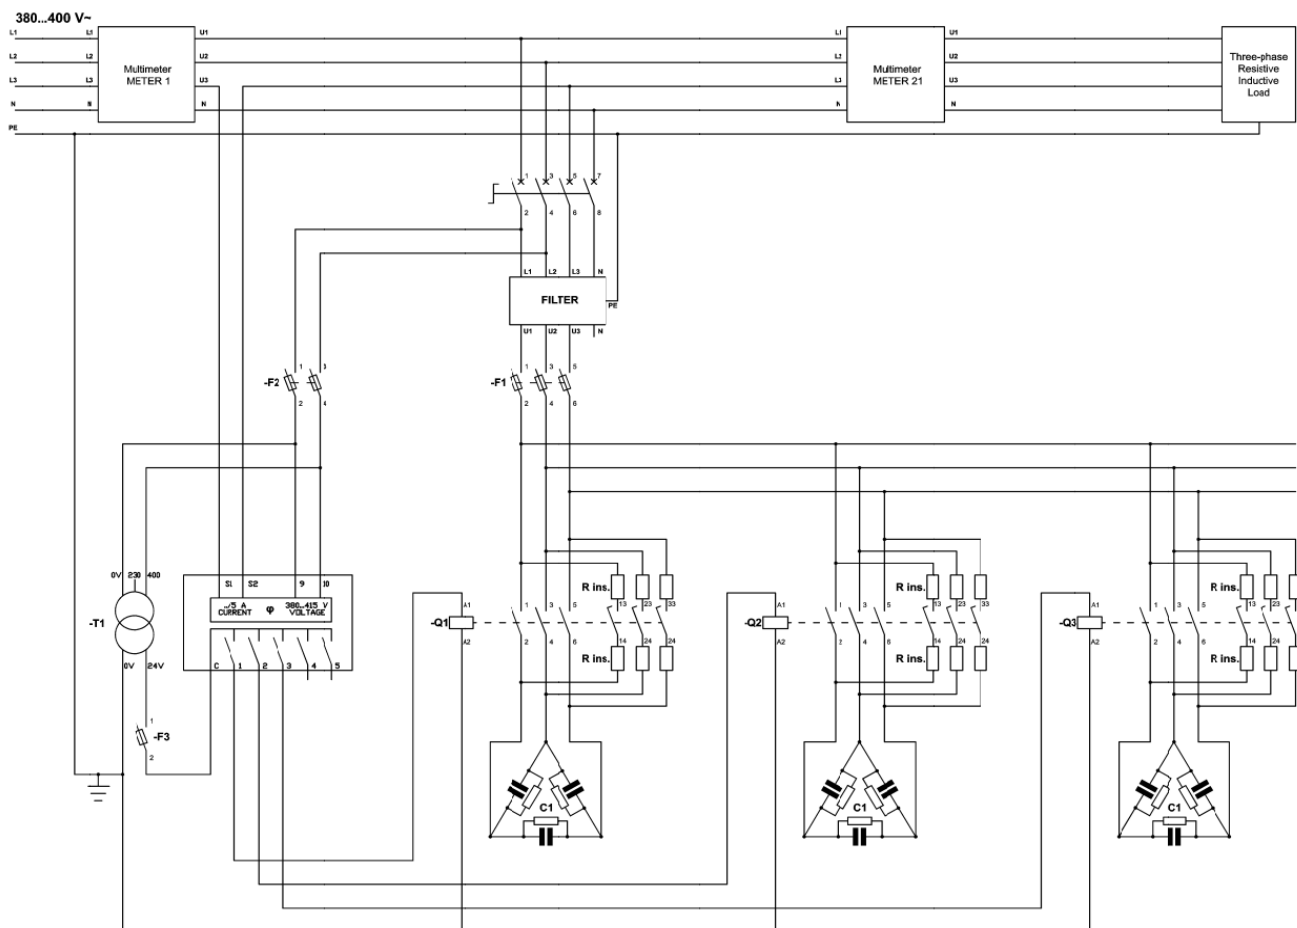 380...400 V~
L1 L1 U1 L1 U1
L2 L2 U2 L2 U2
L3 L3 U3 L3 U3
N N N N N
PE
Multimeter
METER 1
Multimeter
METER 21
Three-phase
Resistive
Inductive
Load
1 3 5 7
2 4 6 8
L1 L2 L3 N
FILTER
PE
U1 U2 U3 N
-F2
1 3
2 4
-F1
1 3 5
2 4 6
0V 230 400
-T1
0V 24V
S1 S2 9 10
../5 A
CURRENT
φ
380..415 V
VOLTAGE
C 1 2 3 4 5
-F3
1
2
A1
-Q1
A2
1 3 5
2 4 6
R ins.
13 23 33
14 24 24
R ins.
C1
A1
-Q2
A2
1 3 5
2 4 6
R ins.
13 23 33
14 24 24
R ins.
C1
A1
-Q3
A2
1 3 5
2 4 6
R ins.
13 23 33
14 24 24
R ins.
C1